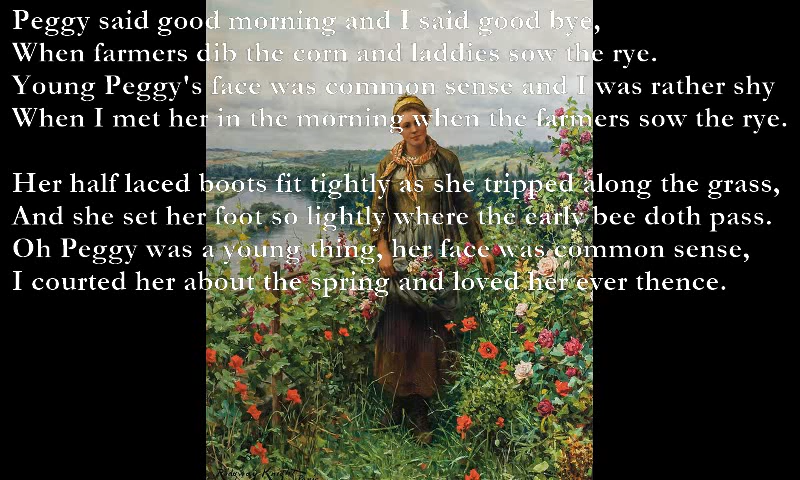 Peggy said good morning and I said good bye,
When farmers dib the corn and laddies sow the rye.
Young Peggy's face was common sense and I was rather shy
When I met her in the morning when the farmers sow the rye.
Her half laced boots fit tightly as she tripped along the grass,
And she set her foot so lightly where the early bee doth pass.
Oh Peggy was a young thing, her face was common sense,
I courted her about the spring and loved her ever thence.